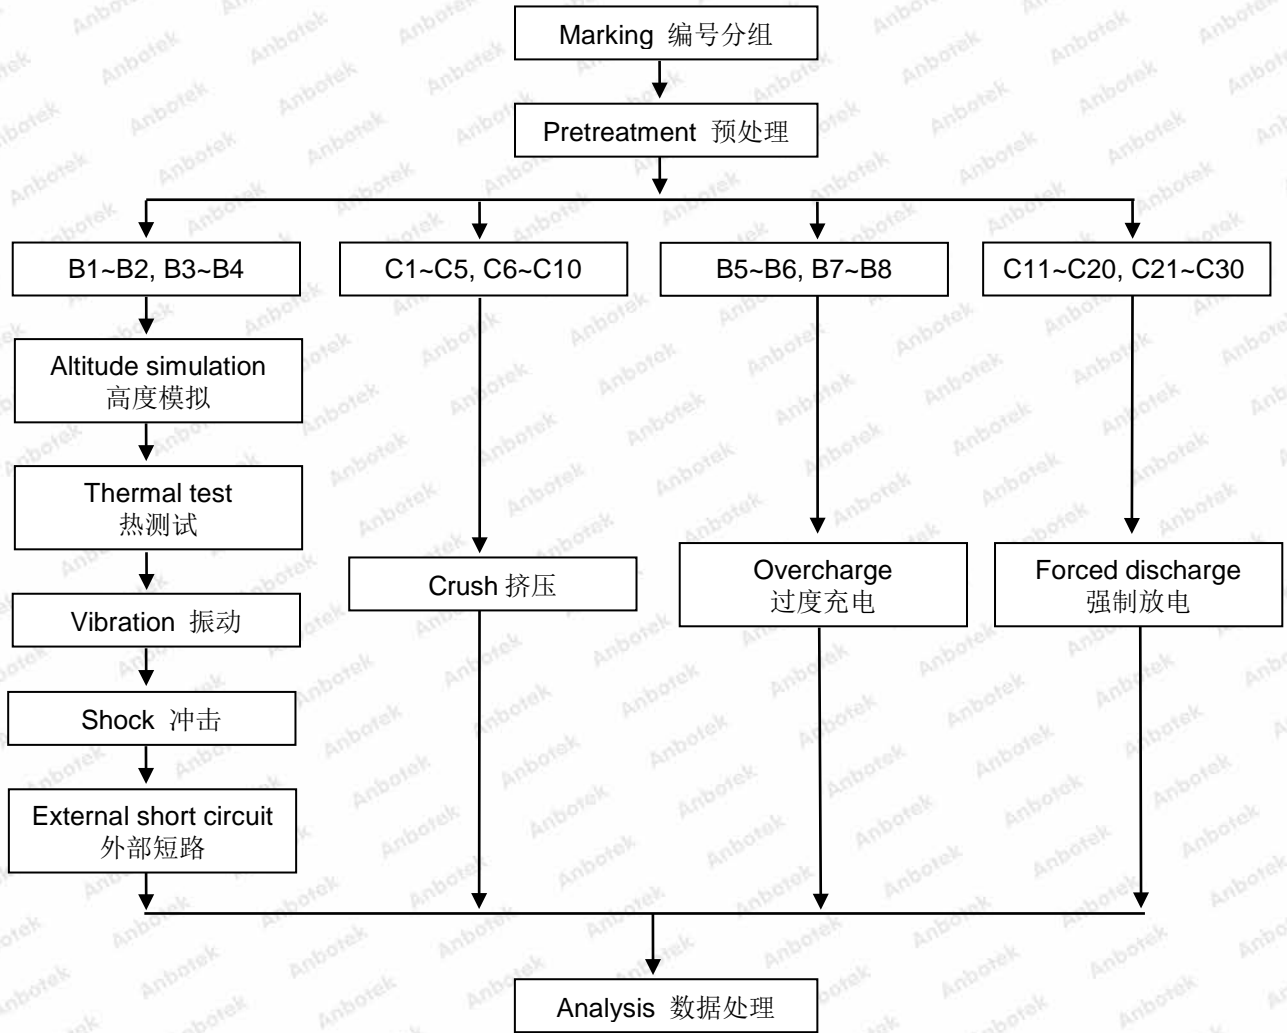 Marking 编号分组
Pretreatment 预处理
B1~B2, B3~B4
C1~C5, C6~C10
B5~B6, B7~B8
C11~C20, C21~C30
Altitude simulation
高度模拟
Thermal test
热测试
Vibration 振动
Shock 冲击
External short circuit
外部短路
Crush 挤压
Overcharge
过度充电
Forced discharge
强制放电
Analysis 数据处理
Anbotek